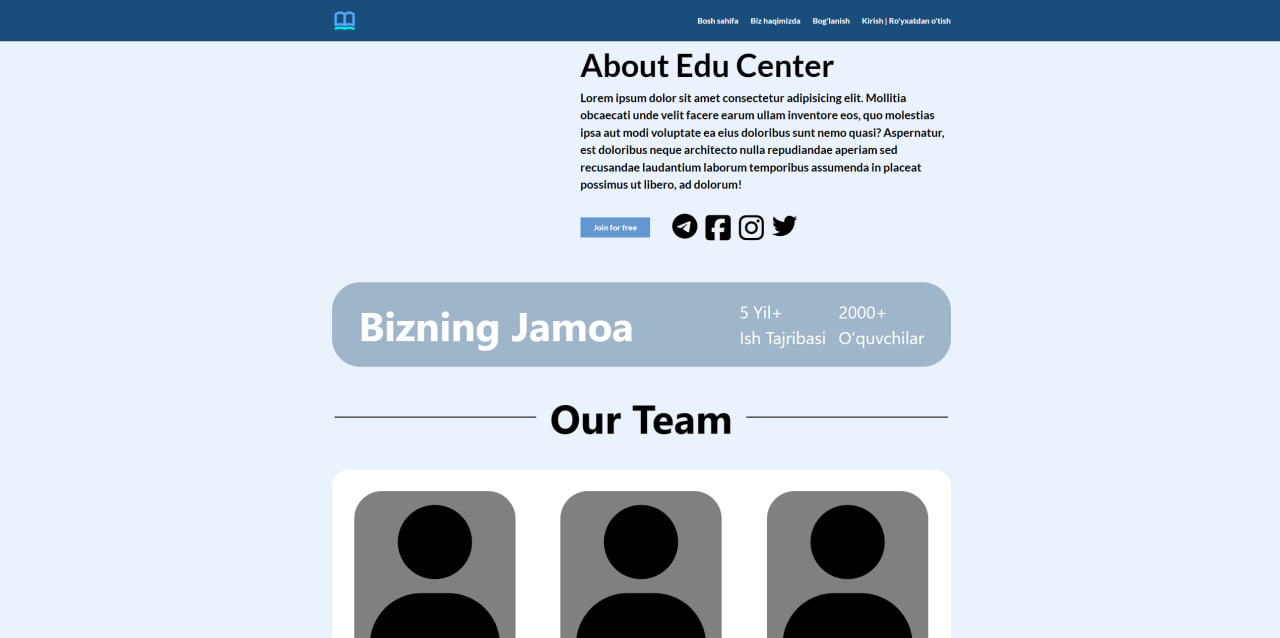 Bosh sahifa Biz haqimizda Bog'lanish Kirish | Ro'yxatdan o'tish
About Edu Center
Lorem ipsum dolor sit amet consectetur adipisicing elit. Mollitia
obcaecati unde velit facere earum ullam inventore eos, quo molestias
ipsa aut modi voluptate ea eius doloribus sunt nemo quasi? Aspernatur,
est doloribus neque architecto nulla repudiandae aperiam sed
recusandae laudantium laborum temporibus assumenda in placeat
possimus ut libero, ad dolorum!
Join for free
Bizning Jamoa
5 Yil+
Ish Tajribasi
2000+
O'quvchilar
Our Team